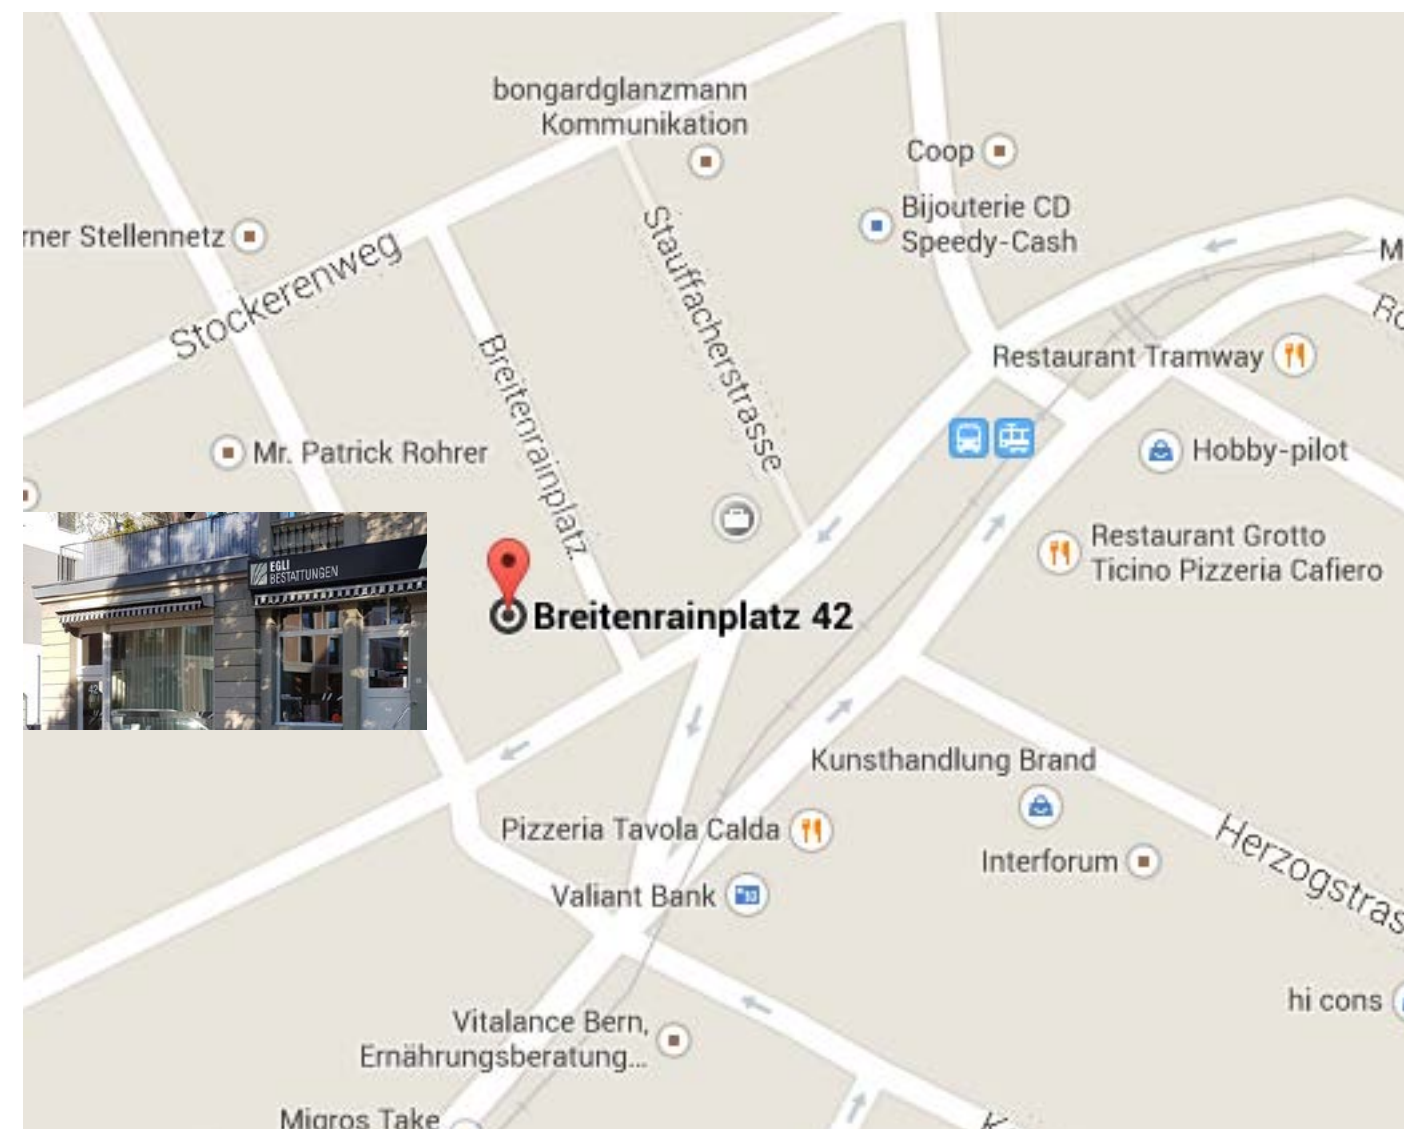 bongardglanzmann
Kommunikation
Coop
Bijouterie CD
Speedy-Cash
rner Stellennetz
Stockerenweg
Stauffacherstrasse
M
Ro
Restaurant Tramway
Breitenrainplatz
Mr. Patrick Rohrer
Hobby-pilot
Restaurant Grotto
Ticino Pizzeria Cafiero
EGLI
BESTATTUNGEN
42
Breitenrainplatz 42
Kunsthandlung Brand
Pizzeria Tavola Calda
Interforum
Herzogstras
Valiant Bank
hi cons
Vitalance Bern,
Ernährungsberatung...
Migros Take